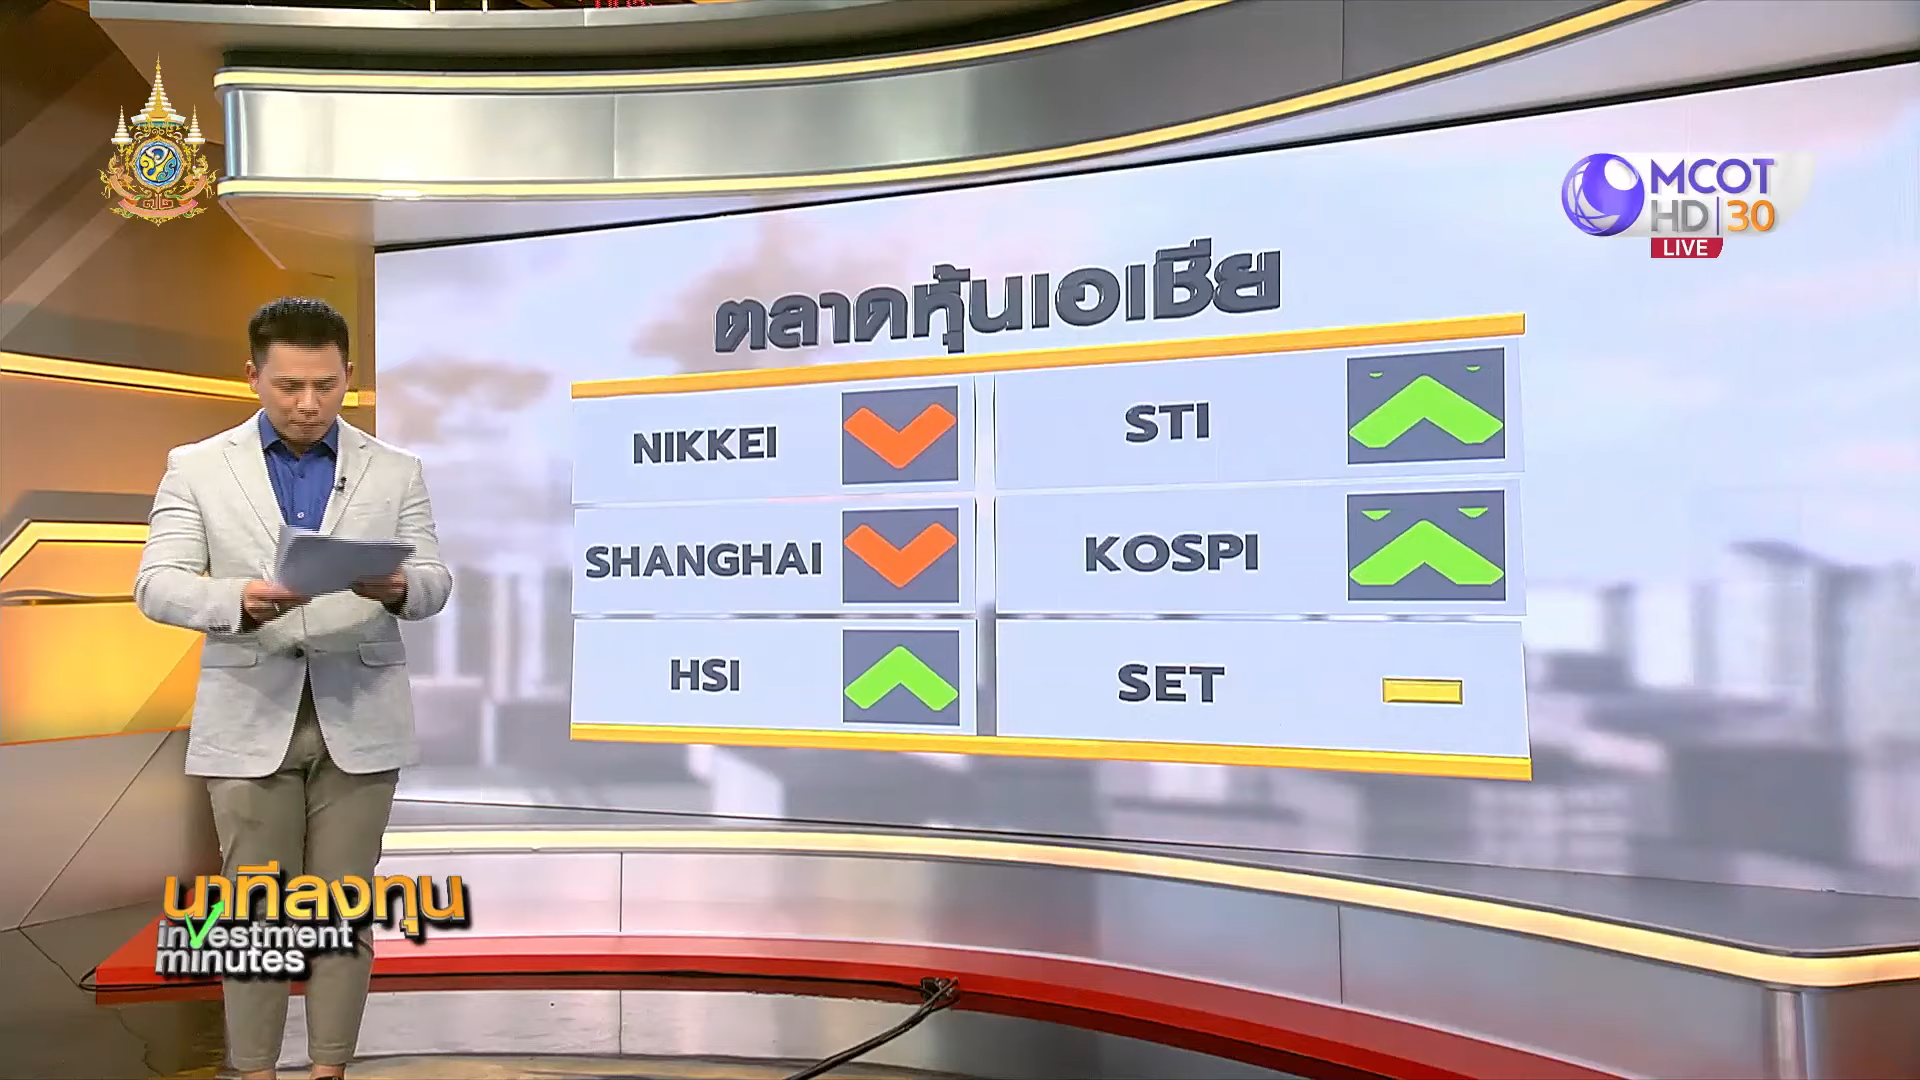 MCOT
HD 30
LIVE
ตลาดหุ้นเอเชีย
NIKKEI
STI
SHANGHAI
KOSPI
HSI
SET
นาทีลงทุน
investment
minutes